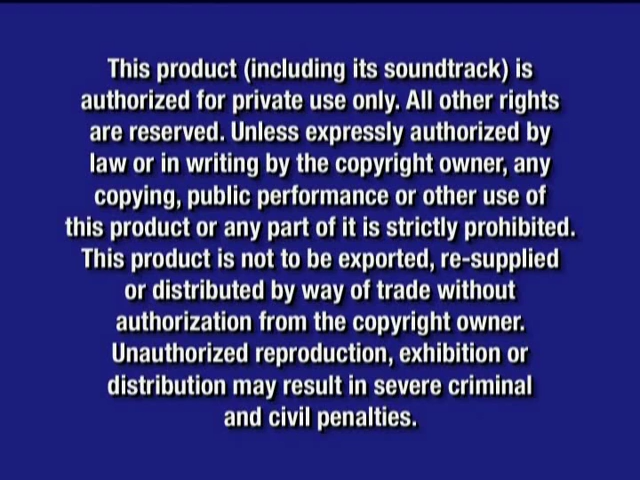 This product (including its soundtrack) is
authorized for private use only. All other rights
are reserved. Unless expressly authorized by
law or in writing by the copyright owner, any
copying, public performance or other use of
this product or any part of it is strictly prohibited.
This product is not to be exported, re-supplied
or distributed by way of trade without
authorization from the copyright owner.
Unauthorized reproduction, exhibition or
distribution may result in severe criminal
and civil penalties.